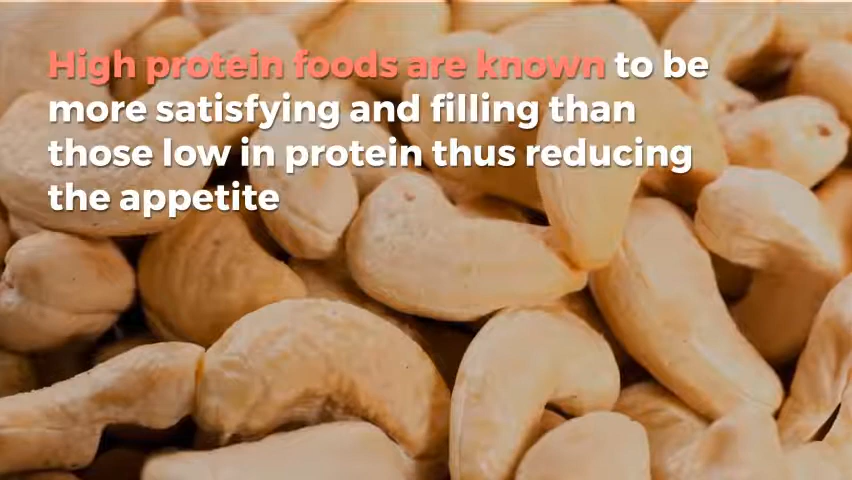 High protein foods are known to be
more satisfying and filling than
those low in protein thus reducing
the appetite